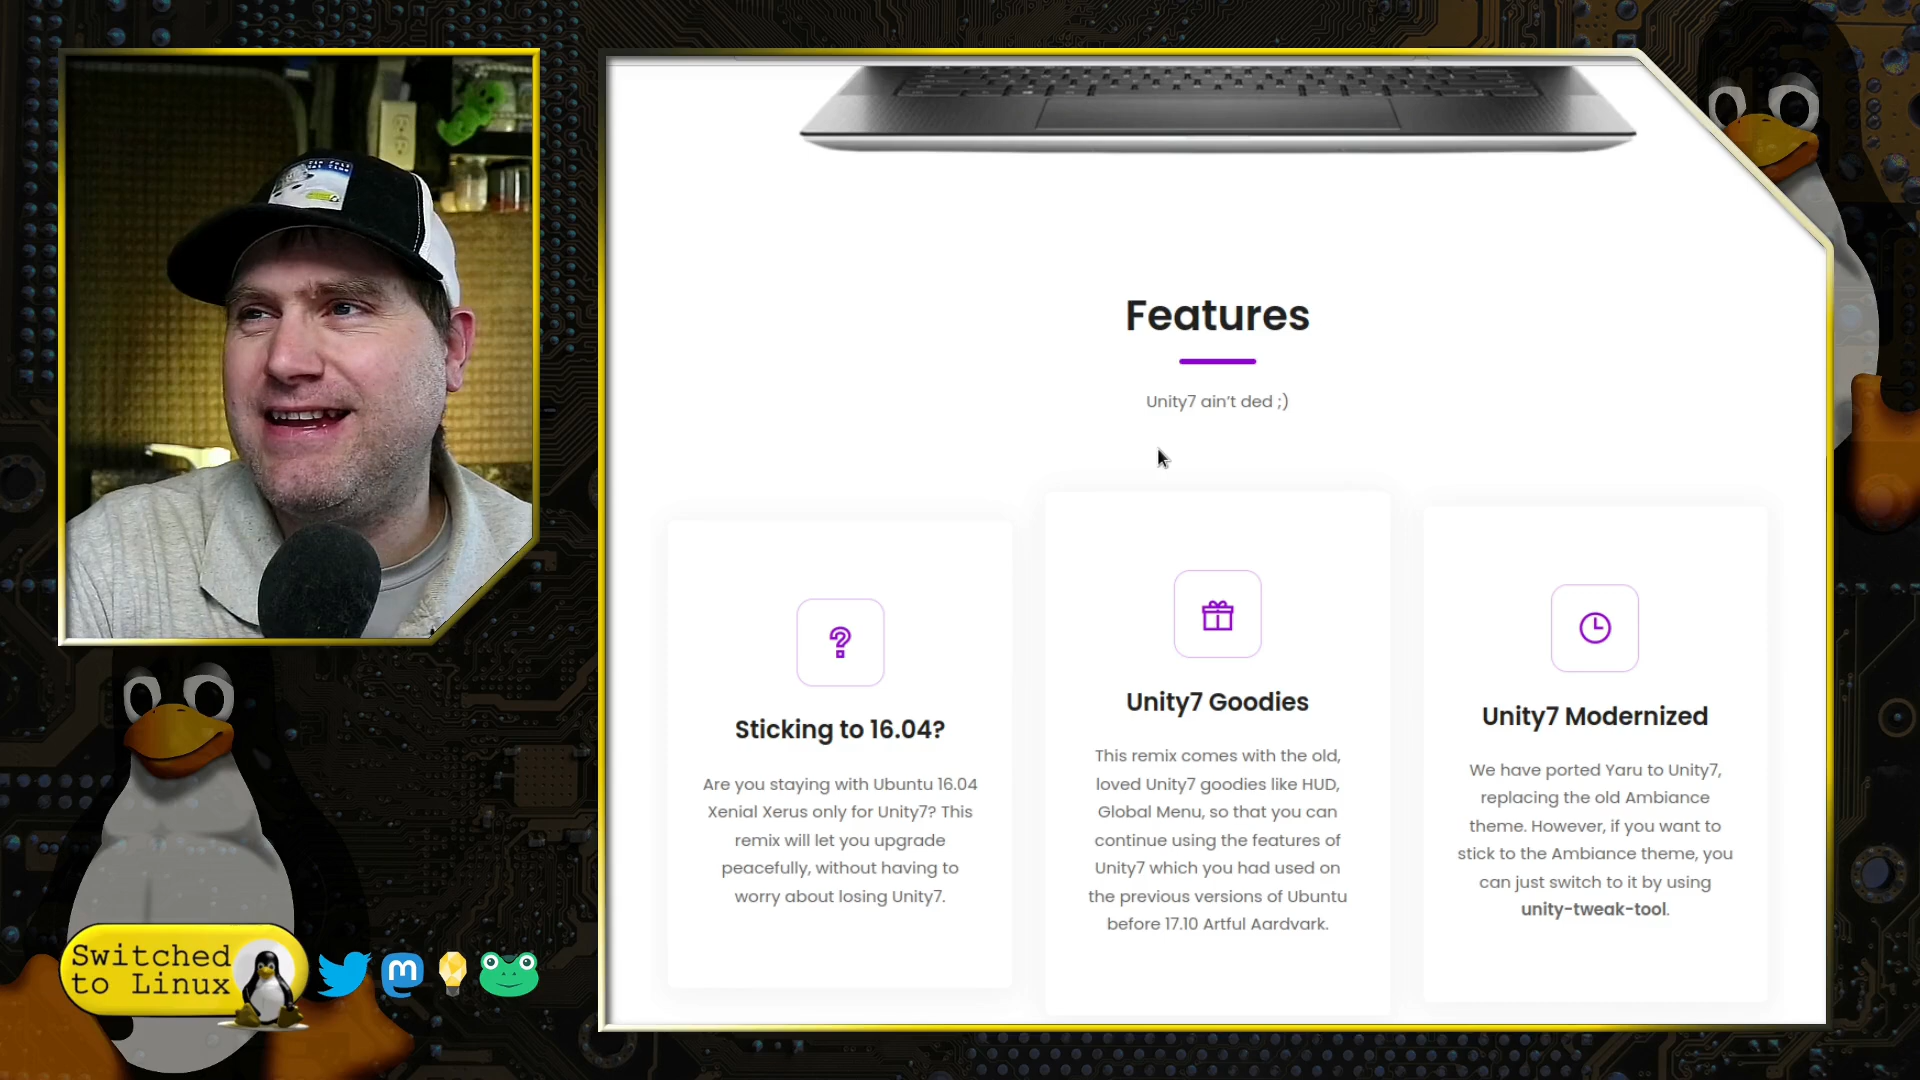 Features
Unity7 ain't ded ;)
Sticking to 16.04?
Are you staying with Ubuntu 16.04
Xenial Xerus only for Unity7? This
remix will let you upgrade
peacefully, without having to
worry about losing Unity7.
Unity7 Goodies
This remix comes with the old,
loved Unity7 goodies like HUD,
Global Menu, so that you can
continue using the features of
Unity7 which you had used on
the previous versions of Ubuntu
before 17.10 Artful Aardvark.
Unity7 Modernized
We have ported Yaru to Unity7,
replacing the old Ambiance
theme. However, if you want to
stick to the Ambiance theme, you
can just switch to it by using
unity-tweak-tool.
Switched
to Linux